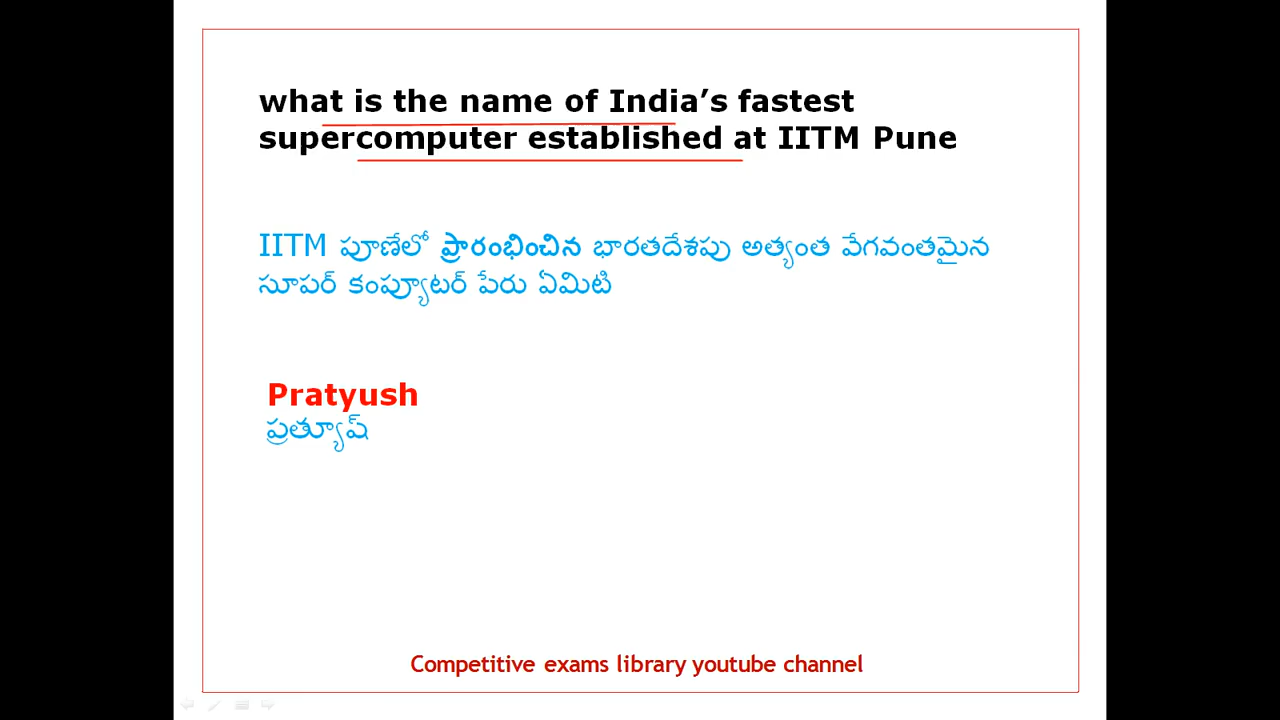 what is the name of India’s fastest
supercomputer established at IITM Pune
IITM పూణేలో ప్రారంభించిన భారతదేశపు అత్యంత వేగవంతమైన
సూపర్ కంప్యూటర్ పేరు ఏమిటి
Pratyush
ప్రత్యూష్
Competitive exams library youtube channel